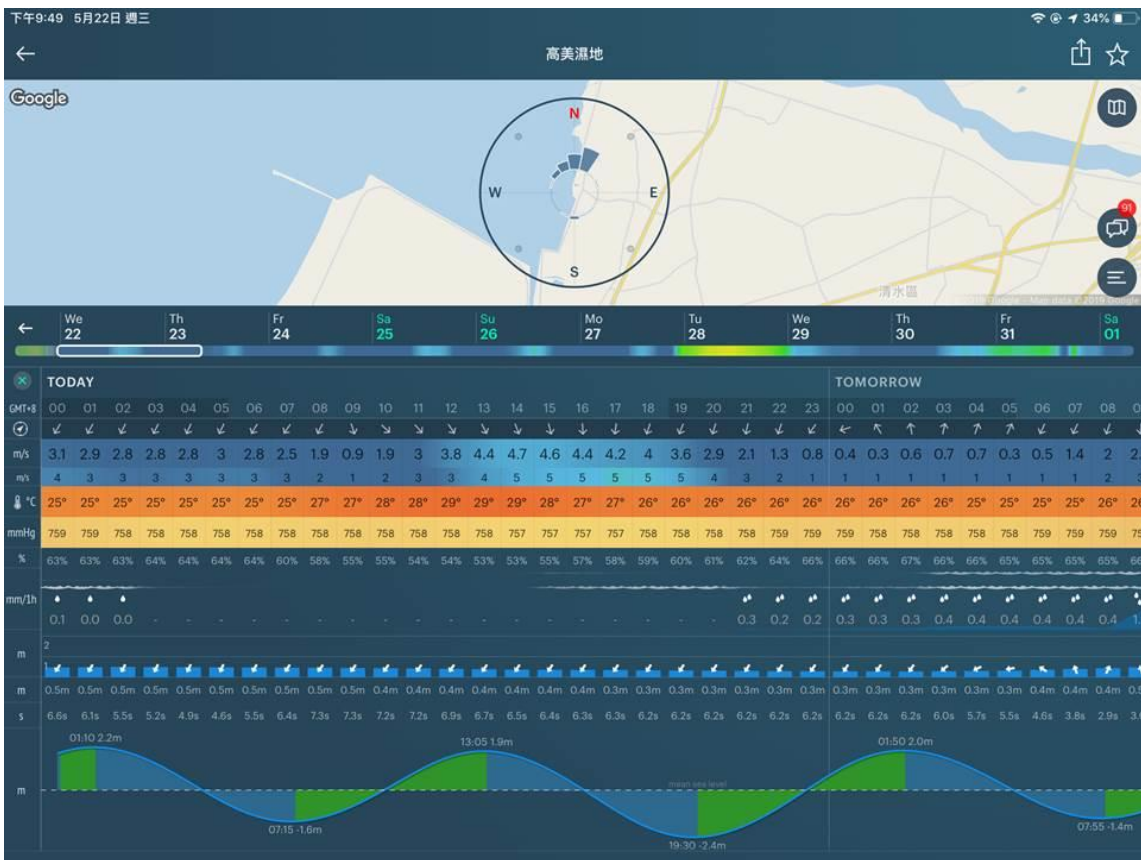 下午9:49 5月22日 週三 34%
高美濕地
Google
N
W E
S
91
清水區
We Th Fr Sa Su Mo Tu We Th Fr Sa
22 23 24 25 26 27 28 29 30 31 01
TODAY TOMORROW
GMT+8 00 01 02 03 04 05 06 07 08 09 10 11 12 13 14 15 16 17 18 19 20 21 22 23 00 01 02 03 04 05 06 07 08
m/s 3.1 2.9 2.8 2.8 2.8 3 2.8 2.5 1.9 0.9 1.9 3 3.8 4.4 4.7 4.6 4.4 4.2 4 3.6 2.9 2.1 1.3 0.8 0.4 0.3 0.6 0.7 0.7 0.3 0.5 1.4 2
m/s 4 3 3 3 3 3 3 3 2 1 2 3 3 4 5 5 5 5 5 5 4 3 2 1 1 1 1 1 1 1 1 1 2
°C 25° 25° 25° 25° 25° 25° 25° 25° 27° 27° 28° 28° 29° 29° 29° 28° 27° 27° 26° 26° 26° 26° 26° 26° 26° 26° 26° 25° 25° 25° 25° 25° 26°
mmHg 759 759 758 758 758 758 758 758 758 758 758 758 758 758 757 757 757 757 758 758 758 758 759 759 759 758 758 758 758 758 758 759 759
% 63% 63% 63% 64% 64% 64% 64% 60% 58% 55% 55% 54% 54% 53% 53% 55% 57% 58% 59% 60% 61% 62% 64% 66% 66% 66% 67% 66% 66% 65% 65% 65% 65%
mm/1h
0.1 0.0 0.0 - - - - - - - - - - - - - - - - - - 0.3 0.2 0.2 0.3 0.3 0.3 0.4 0.4 0.4 0.4 0.4 0.4
2
m
1
m 0.5m 0.5m 0.5m 0.5m 0.5m 0.5m 0.5m 0.5m 0.5m 0.5m 0.4m 0.4m 0.4m 0.4m 0.4m 0.4m 0.4m 0.3m 0.3m 0.3m 0.3m 0.3m 0.3m 0.3m 0.3m 0.3m 0.3m 0.3m 0.3m 0.3m 0.4m 0.4m 0.4m
s 6.6s 6.1s 5.5s 5.2s 4.9s 4.6s 5.5s 6.4s 7.3s 7.3s 7.2s 7.2s 6.9s 6.7s 6.5s 6.4s 6.3s 6.3s 6.2s 6.2s 6.2s 6.2s 6.2s 6.2s 6.2s 6.2s 6.2s 6.0s 5.7s 5.5s 4.6s 3.8s 2.9s
01:10 2.2m 13:05 1.9m 01:50 2.0m
mean sea level
m
07:15 -1.6m 07:55 -1.4m
19:30 -2.4m